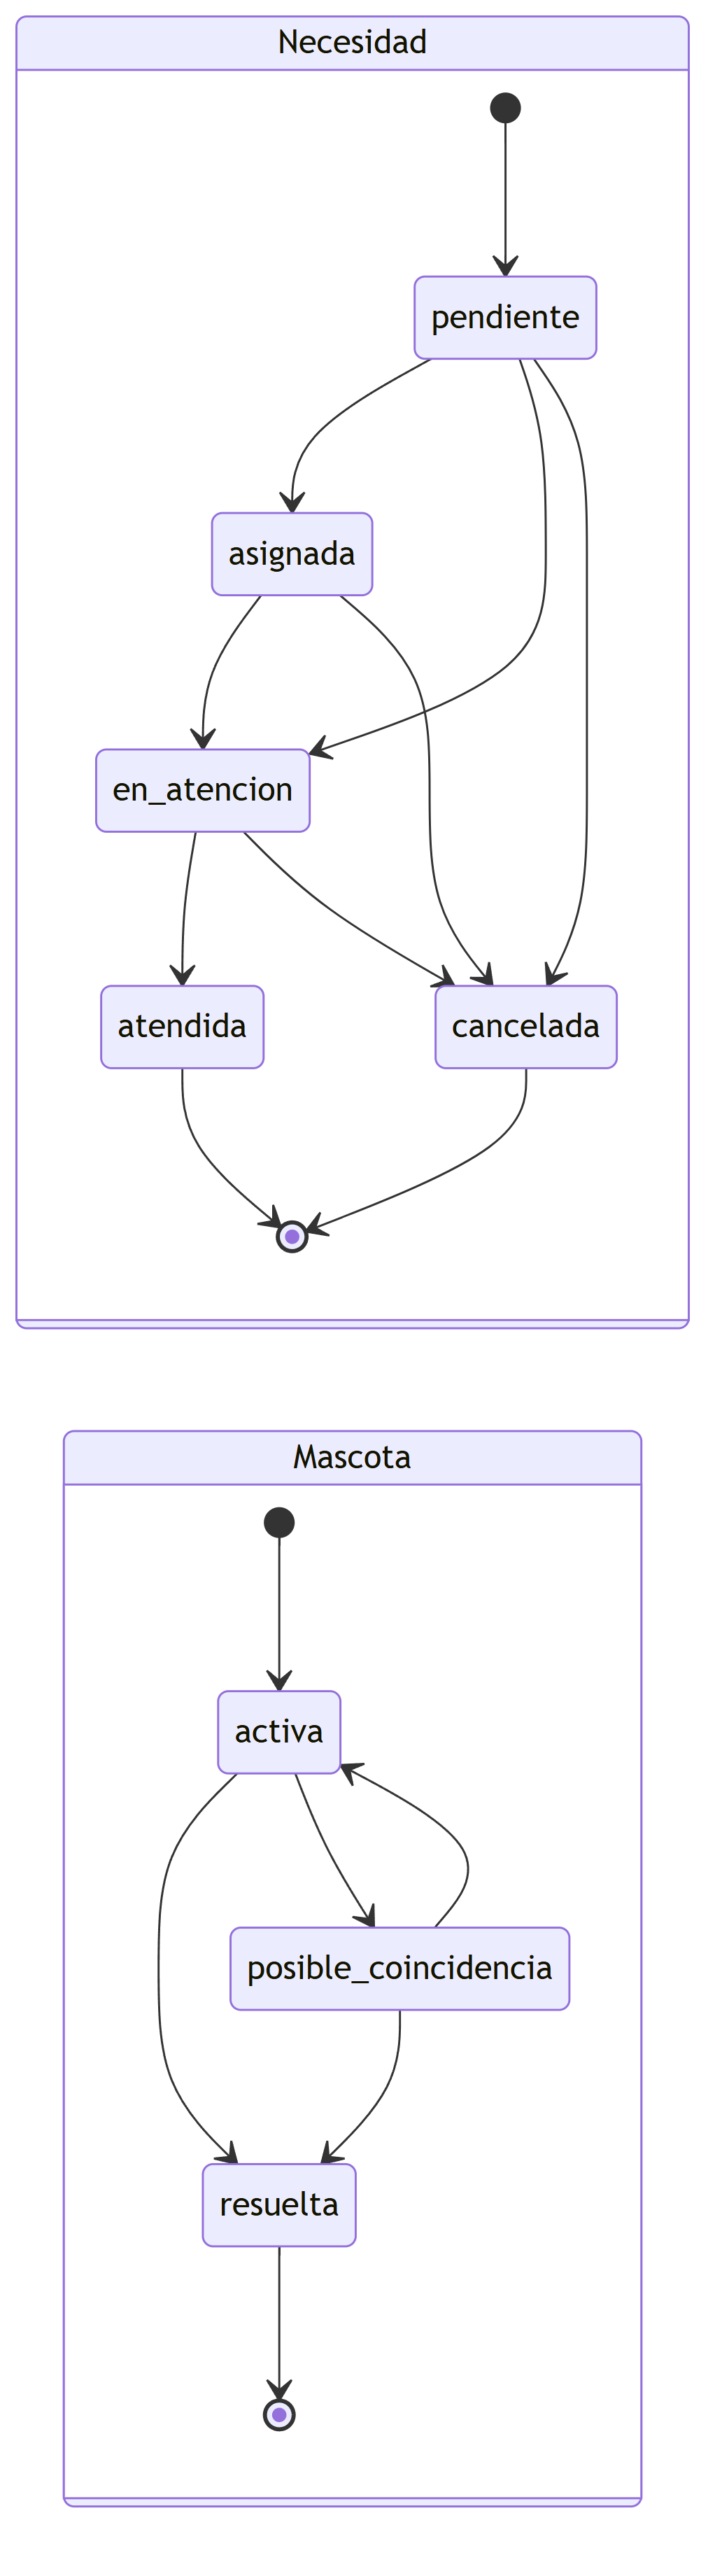 Necesidad
pendiente
asignada
en_atencion
atendida
cancelada
Mascota
activa
posible_coincidencia
resuelta